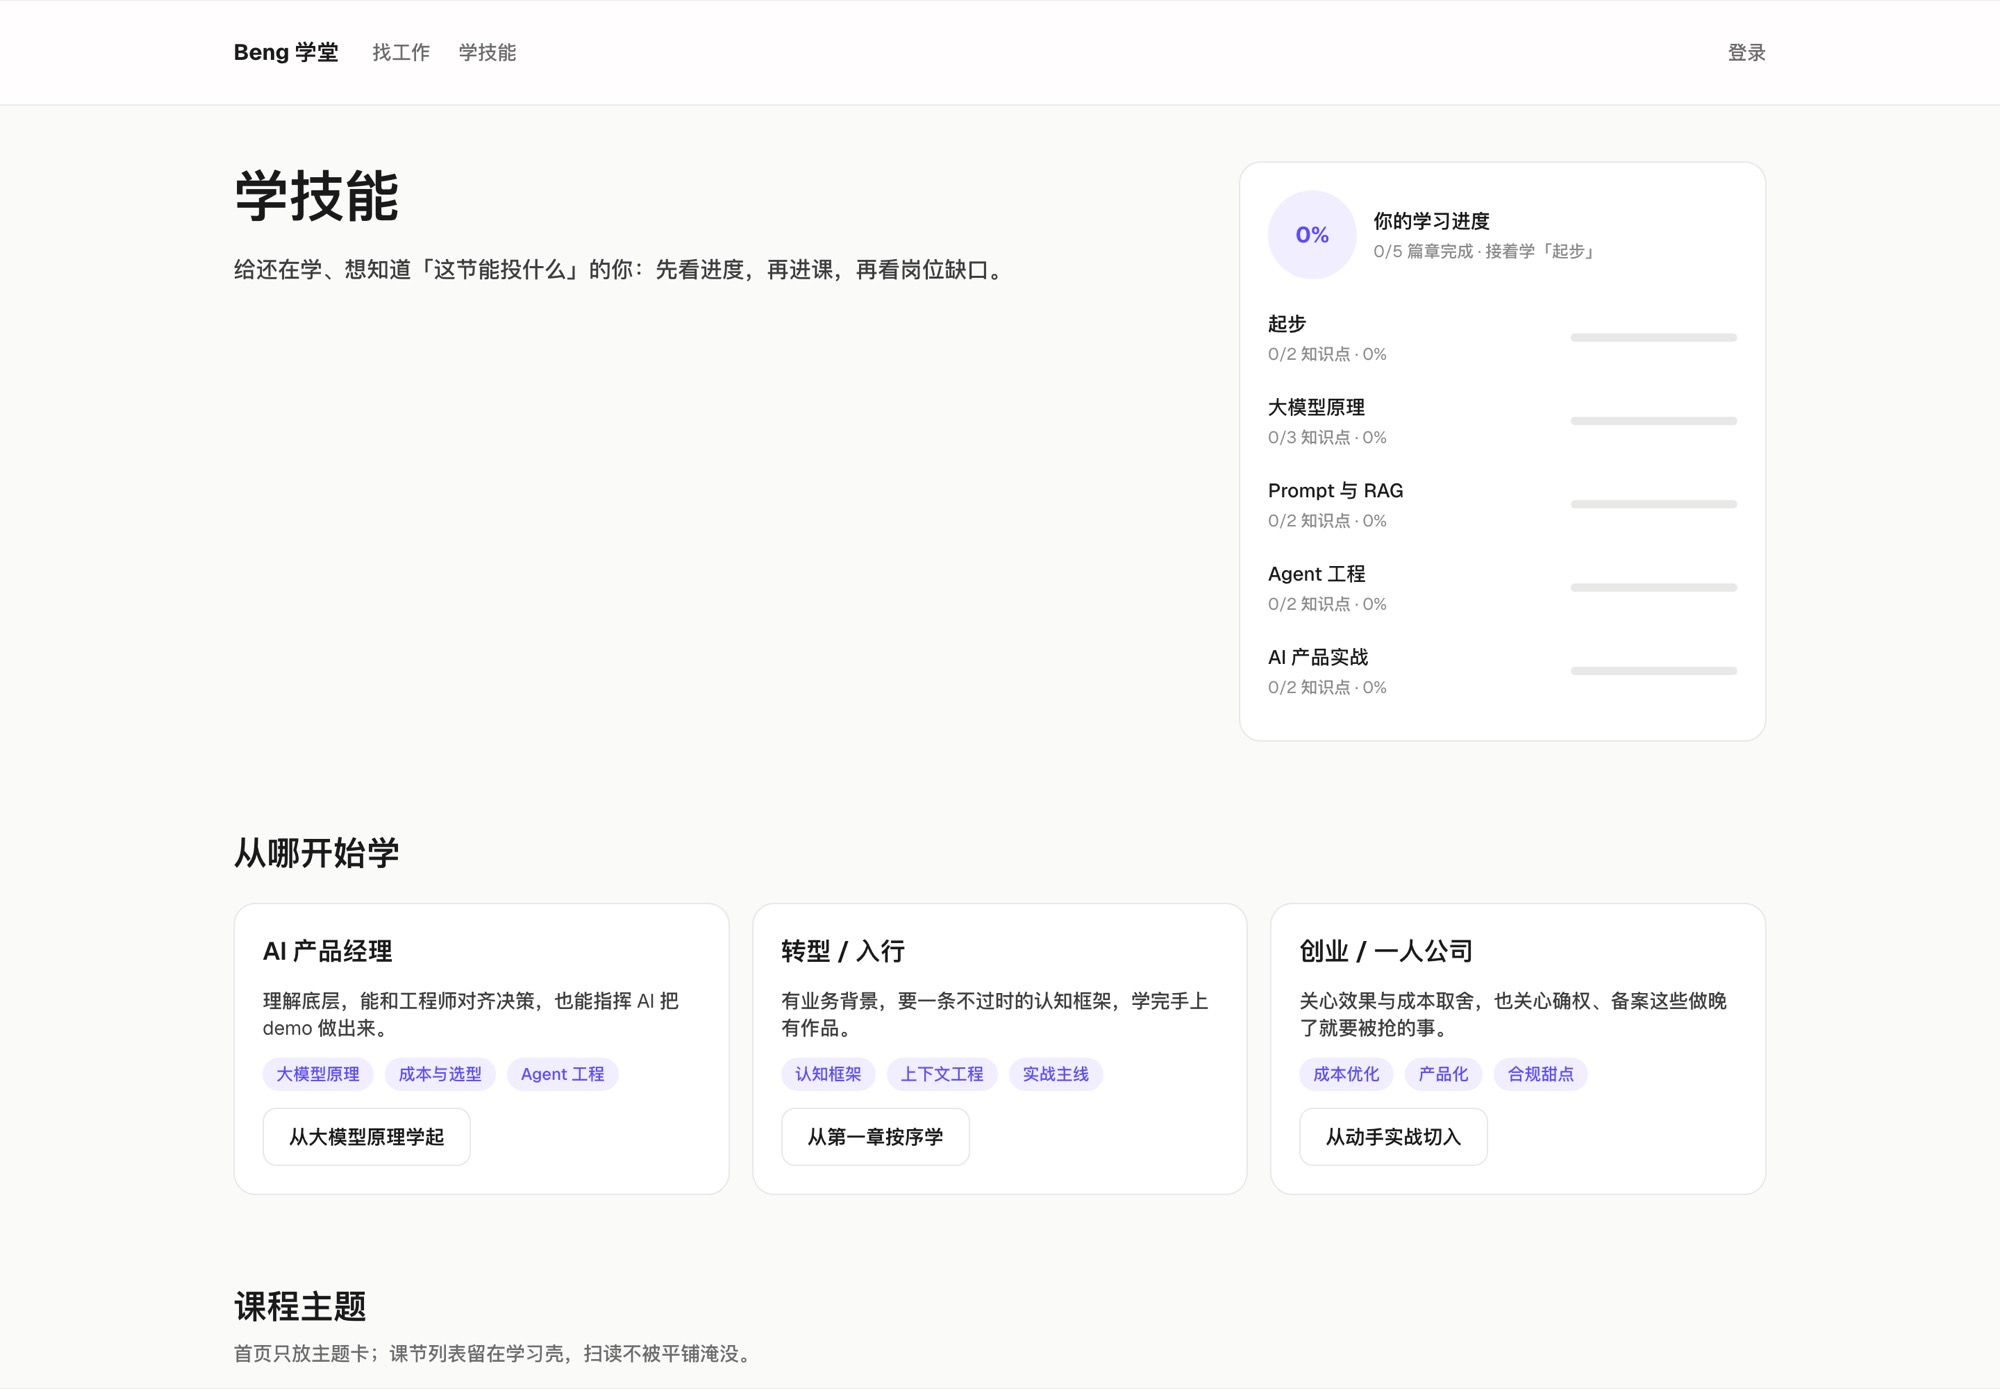 Beng 学堂
找工作
学技能
登录
学技能
给还在学、想知道「这节能投什么」的你：先看进度，再进课，再看岗位缺口。
0%
你的学习进度
0/5 篇章完成 · 接着学「起步」
起步
0/2 知识点 · 0%
大模型原理
0/3 知识点 · 0%
Prompt 与 RAG
0/2 知识点 · 0%
Agent 工程
0/2 知识点 · 0%
AI 产品实战
0/2 知识点 · 0%
从哪开始学
AI 产品经理
理解底层，能和工程师对齐决策，也能指挥 AI 把
demo 做出来。
大模型原理
成本与选型
Agent 工程
从大模型原理学起
转型 / 入行
有业务背景，要一条不过时的认知框架，学完手上
有作品。
认知框架
上下文工程
实战主线
从第一章按序学
创业 / 一人公司
关心效果与成本取舍，也关心确权、备案这些做晚
了就要被抢的事。
成本优化
产品化
合规甜点
从动手实战切入
课程主题
首页只放主题卡；课节列表留在学习壳，扫读不被平铺淹没。